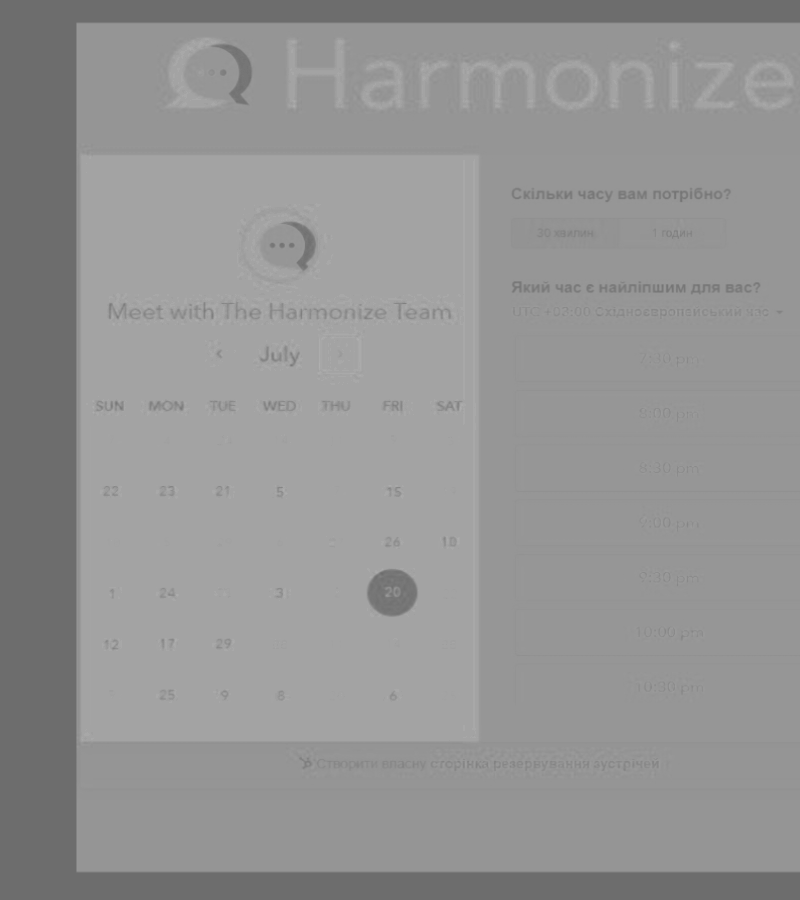 Harmonize
Meet with The Harmonize Team
July
SUN MON TUE WED THU FRI SAT
22 23 21 5 15
26 18
1 24 3 20
12 17 29
25 9 8 6
Скільки часу вам потрібно?
30 хвилин 1 годин
Який час є найліпшим для вас?
UTC +03:00 Східноєвропейський час
7:30 pm
8:00 pm
8:30 pm
9:00 pm
9:30 pm
10:00 pm
10:30 pm
Створити власну сторінка резервування зустрічей